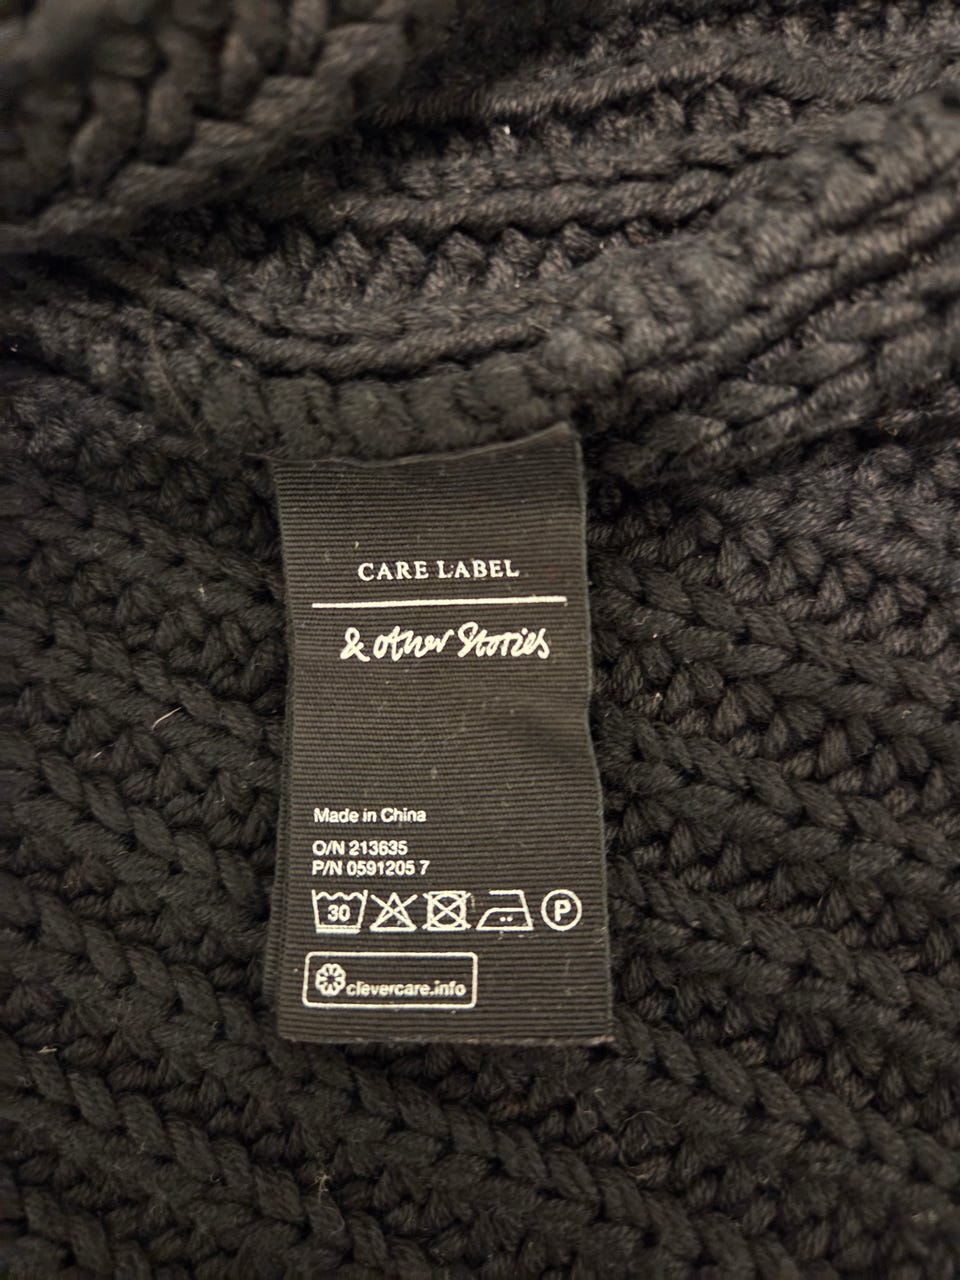 CARE LABEL
& other Stories
Made in China
O/N 213635
P/N 0591205 7
30 P
clevercare.info